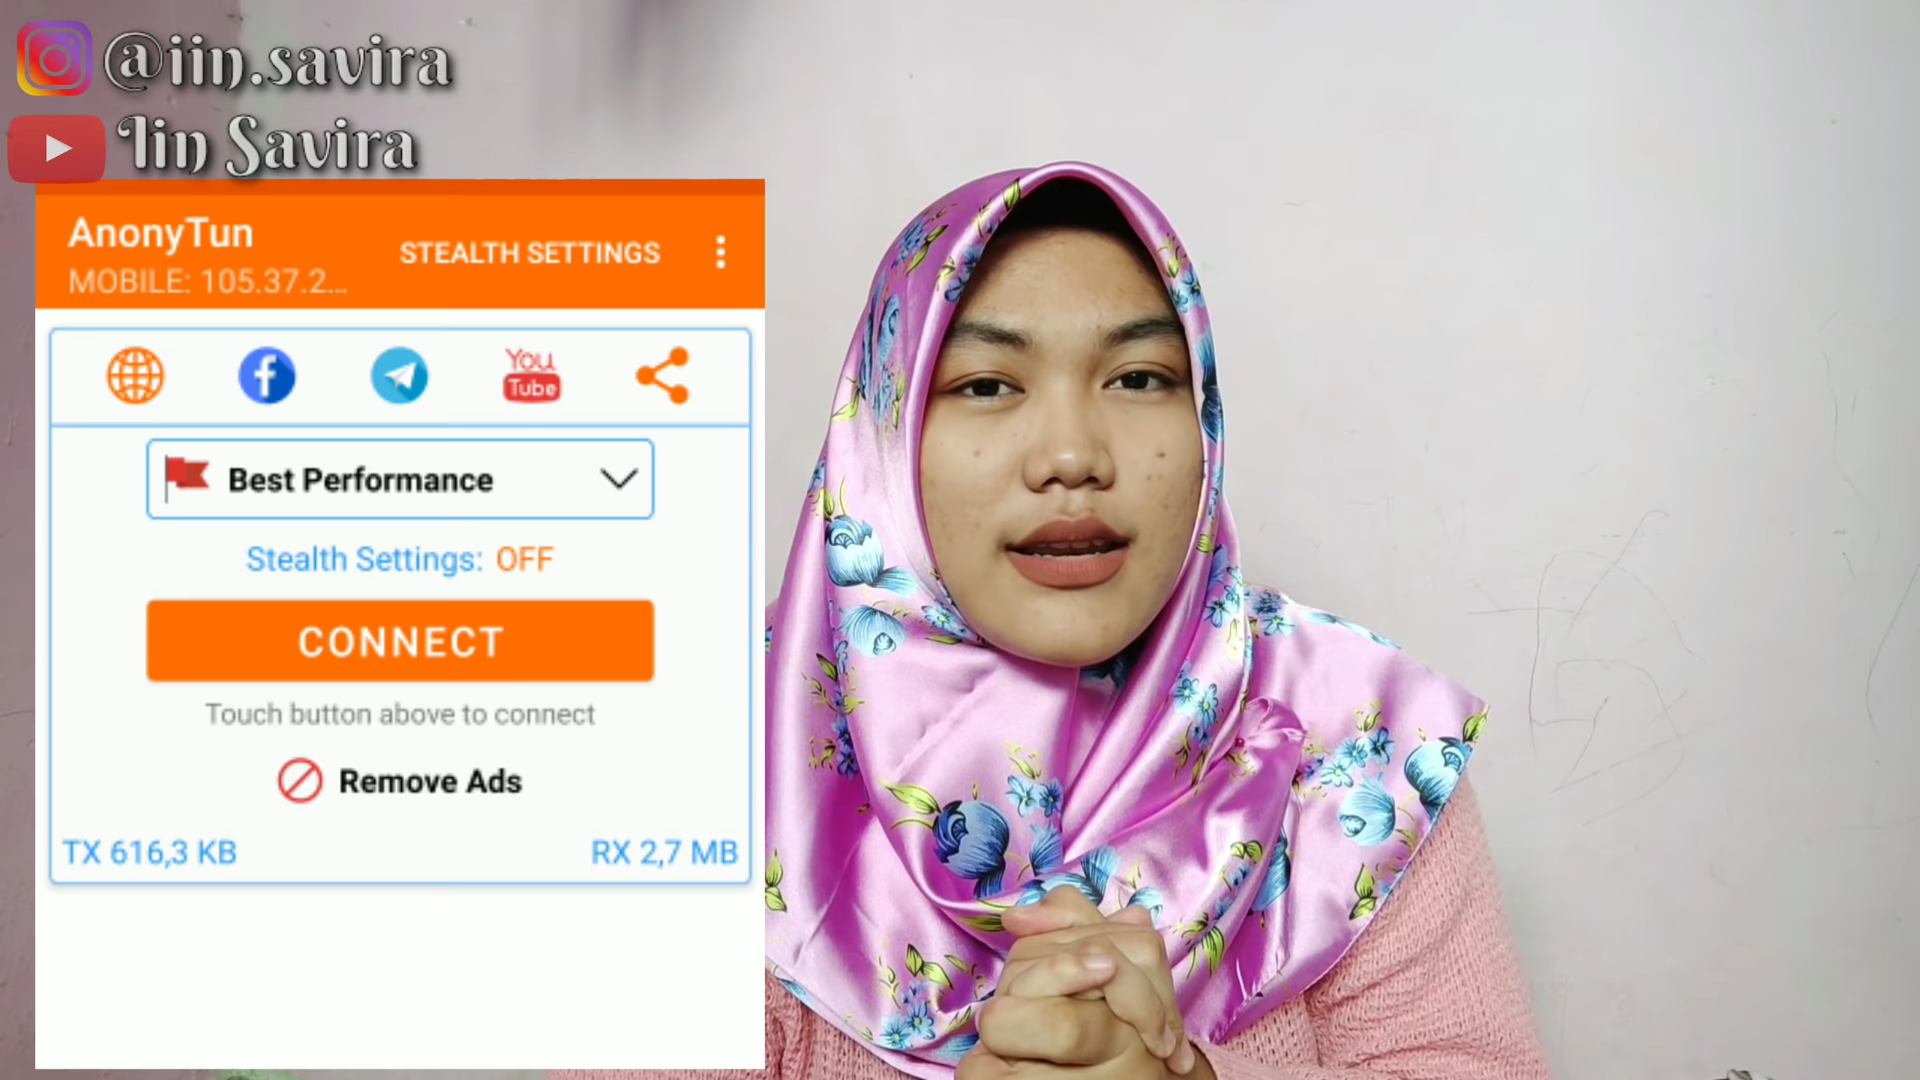 @iin.savira
Iin Savira
AnonyTun
MOBILE: 105.37.2...
STEALTH SETTINGS
You
Tube
Best Performance
Stealth Settings: OFF
CONNECT
Touch button above to connect
Remove Ads
TX 616,3 KB
RX 2,7 MB